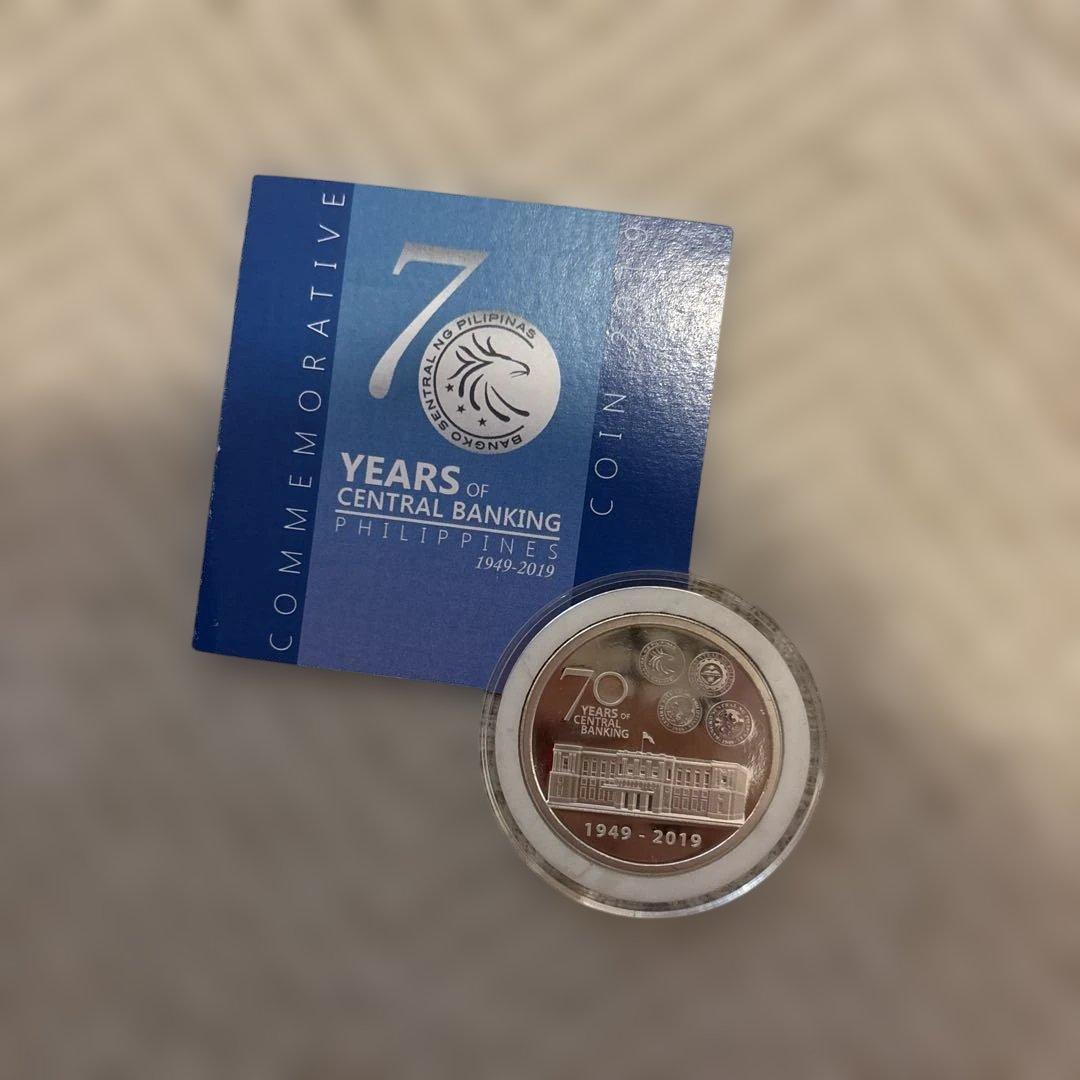 COMMEMORATIVE
70
BANGKO SENTRAL NG PILIPINAS
YEARS OF
CENTRAL BANKING
PHILIPPINES
1949-2019
COIN 2019
70
YEARS OF
CENTRAL
BANKING
1949 - 2019